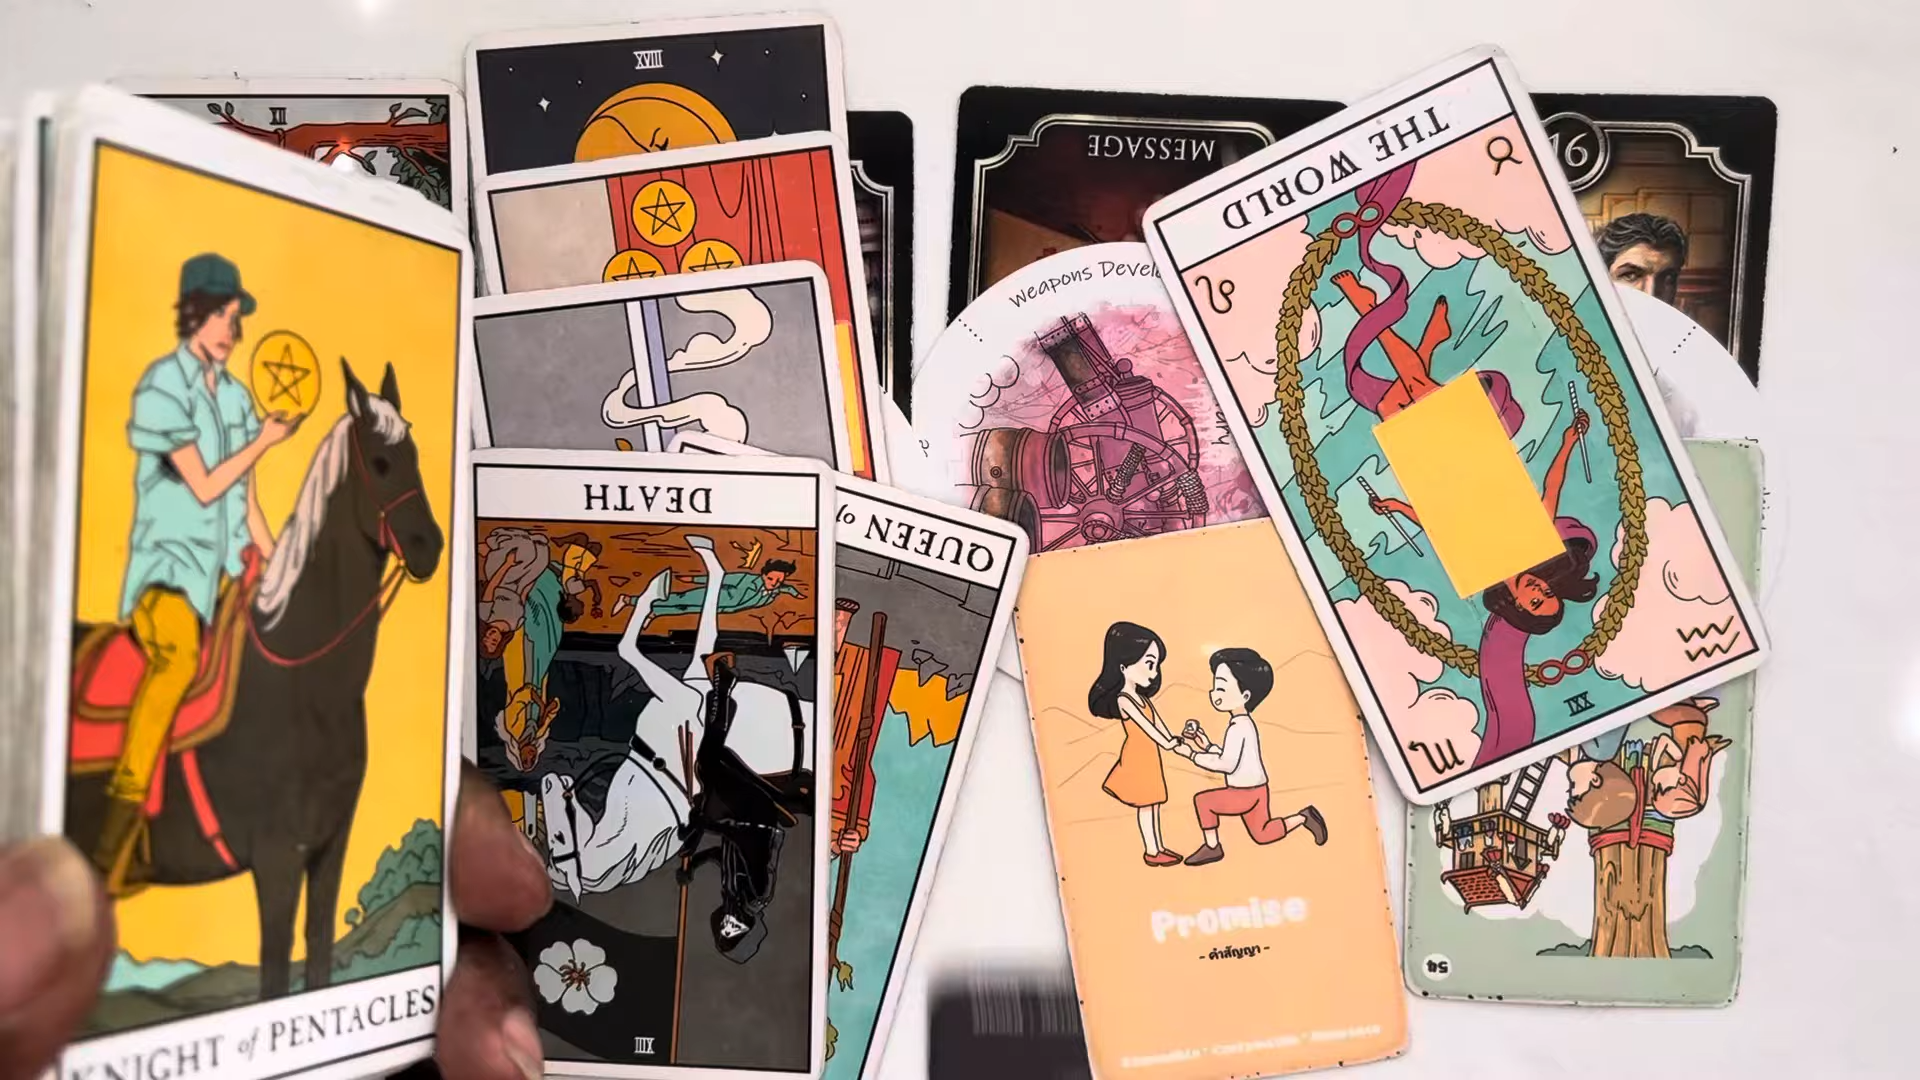 XII
XVIII
MESSAGE
16
Weapons Devel
THE WORLD
DEATH
QUEEN of
XXI
Promise
- คำสัญญา -
54
XIII
KNIGHT of PENTACLES